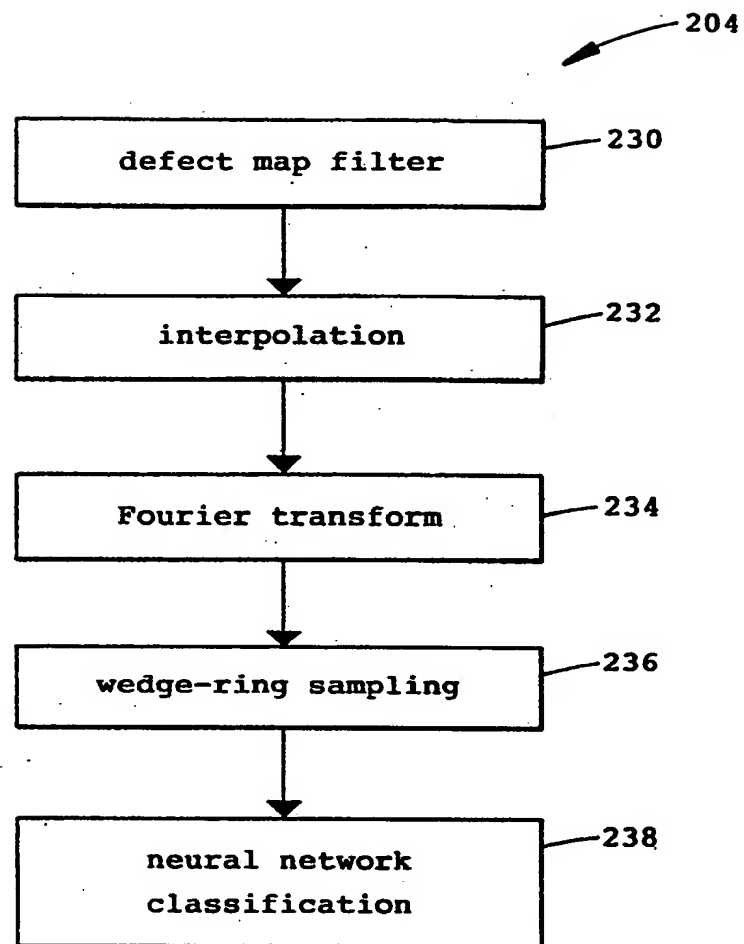 204
defect map filter
230
interpolation
232
Fourier transform
234
wedge-ring sampling
236
neural network
classification
238